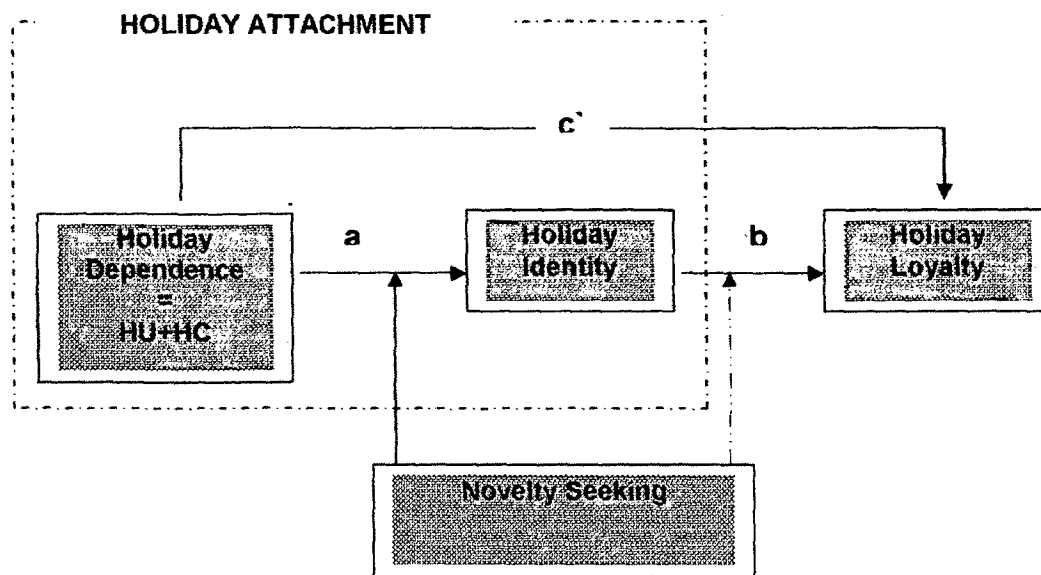 HOLIDAY ATTACHMENT
c`
a
b
Holiday
Dependence
=
HU+HC
Holiday
Identity
Holiday
Loyalty
Novelty Seeking